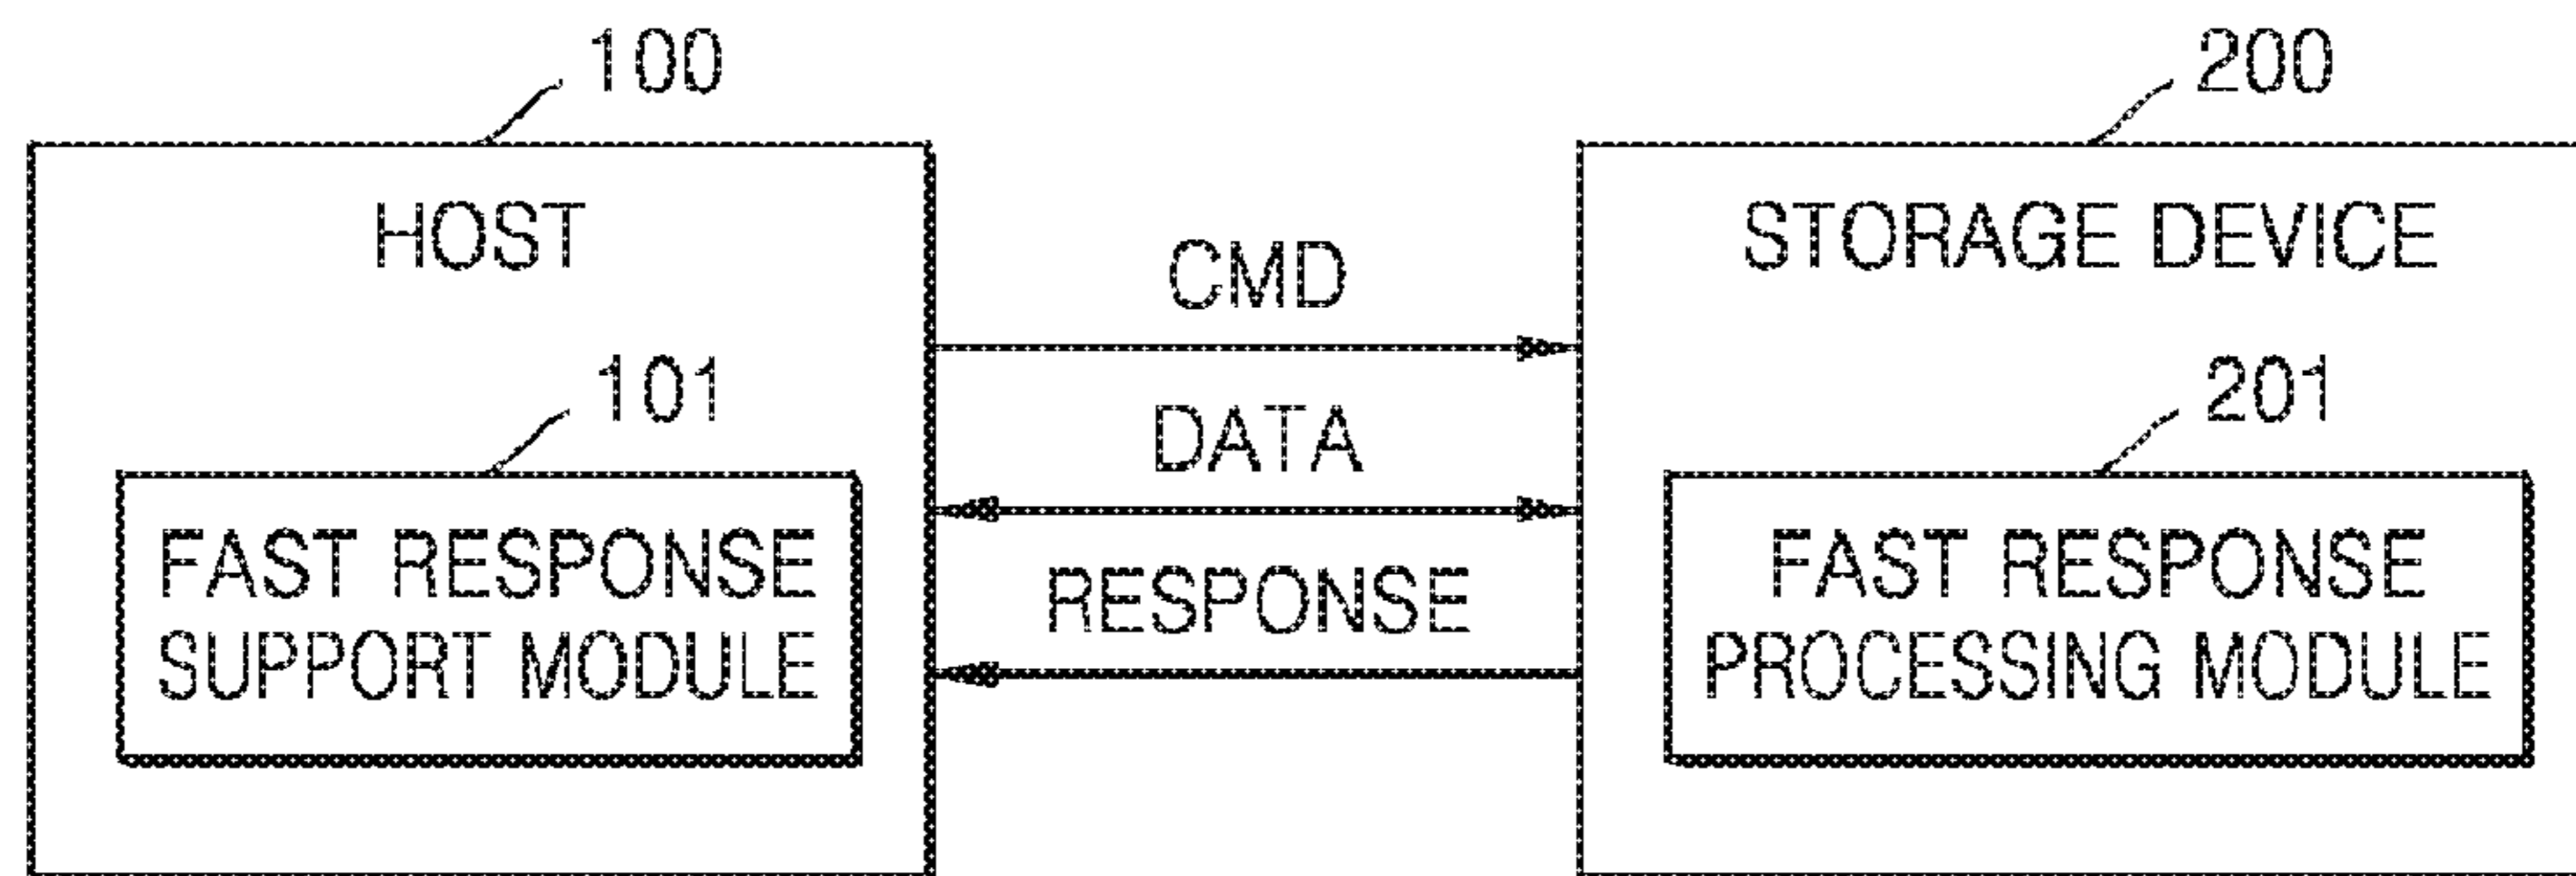 100
200
HOST
STORAGE DEVICE
CMD
101
DATA
201
FAST RESPONSE
SUPPORT MODULE
RESPONSE
FAST RESPONSE
PROCESSING MODULE